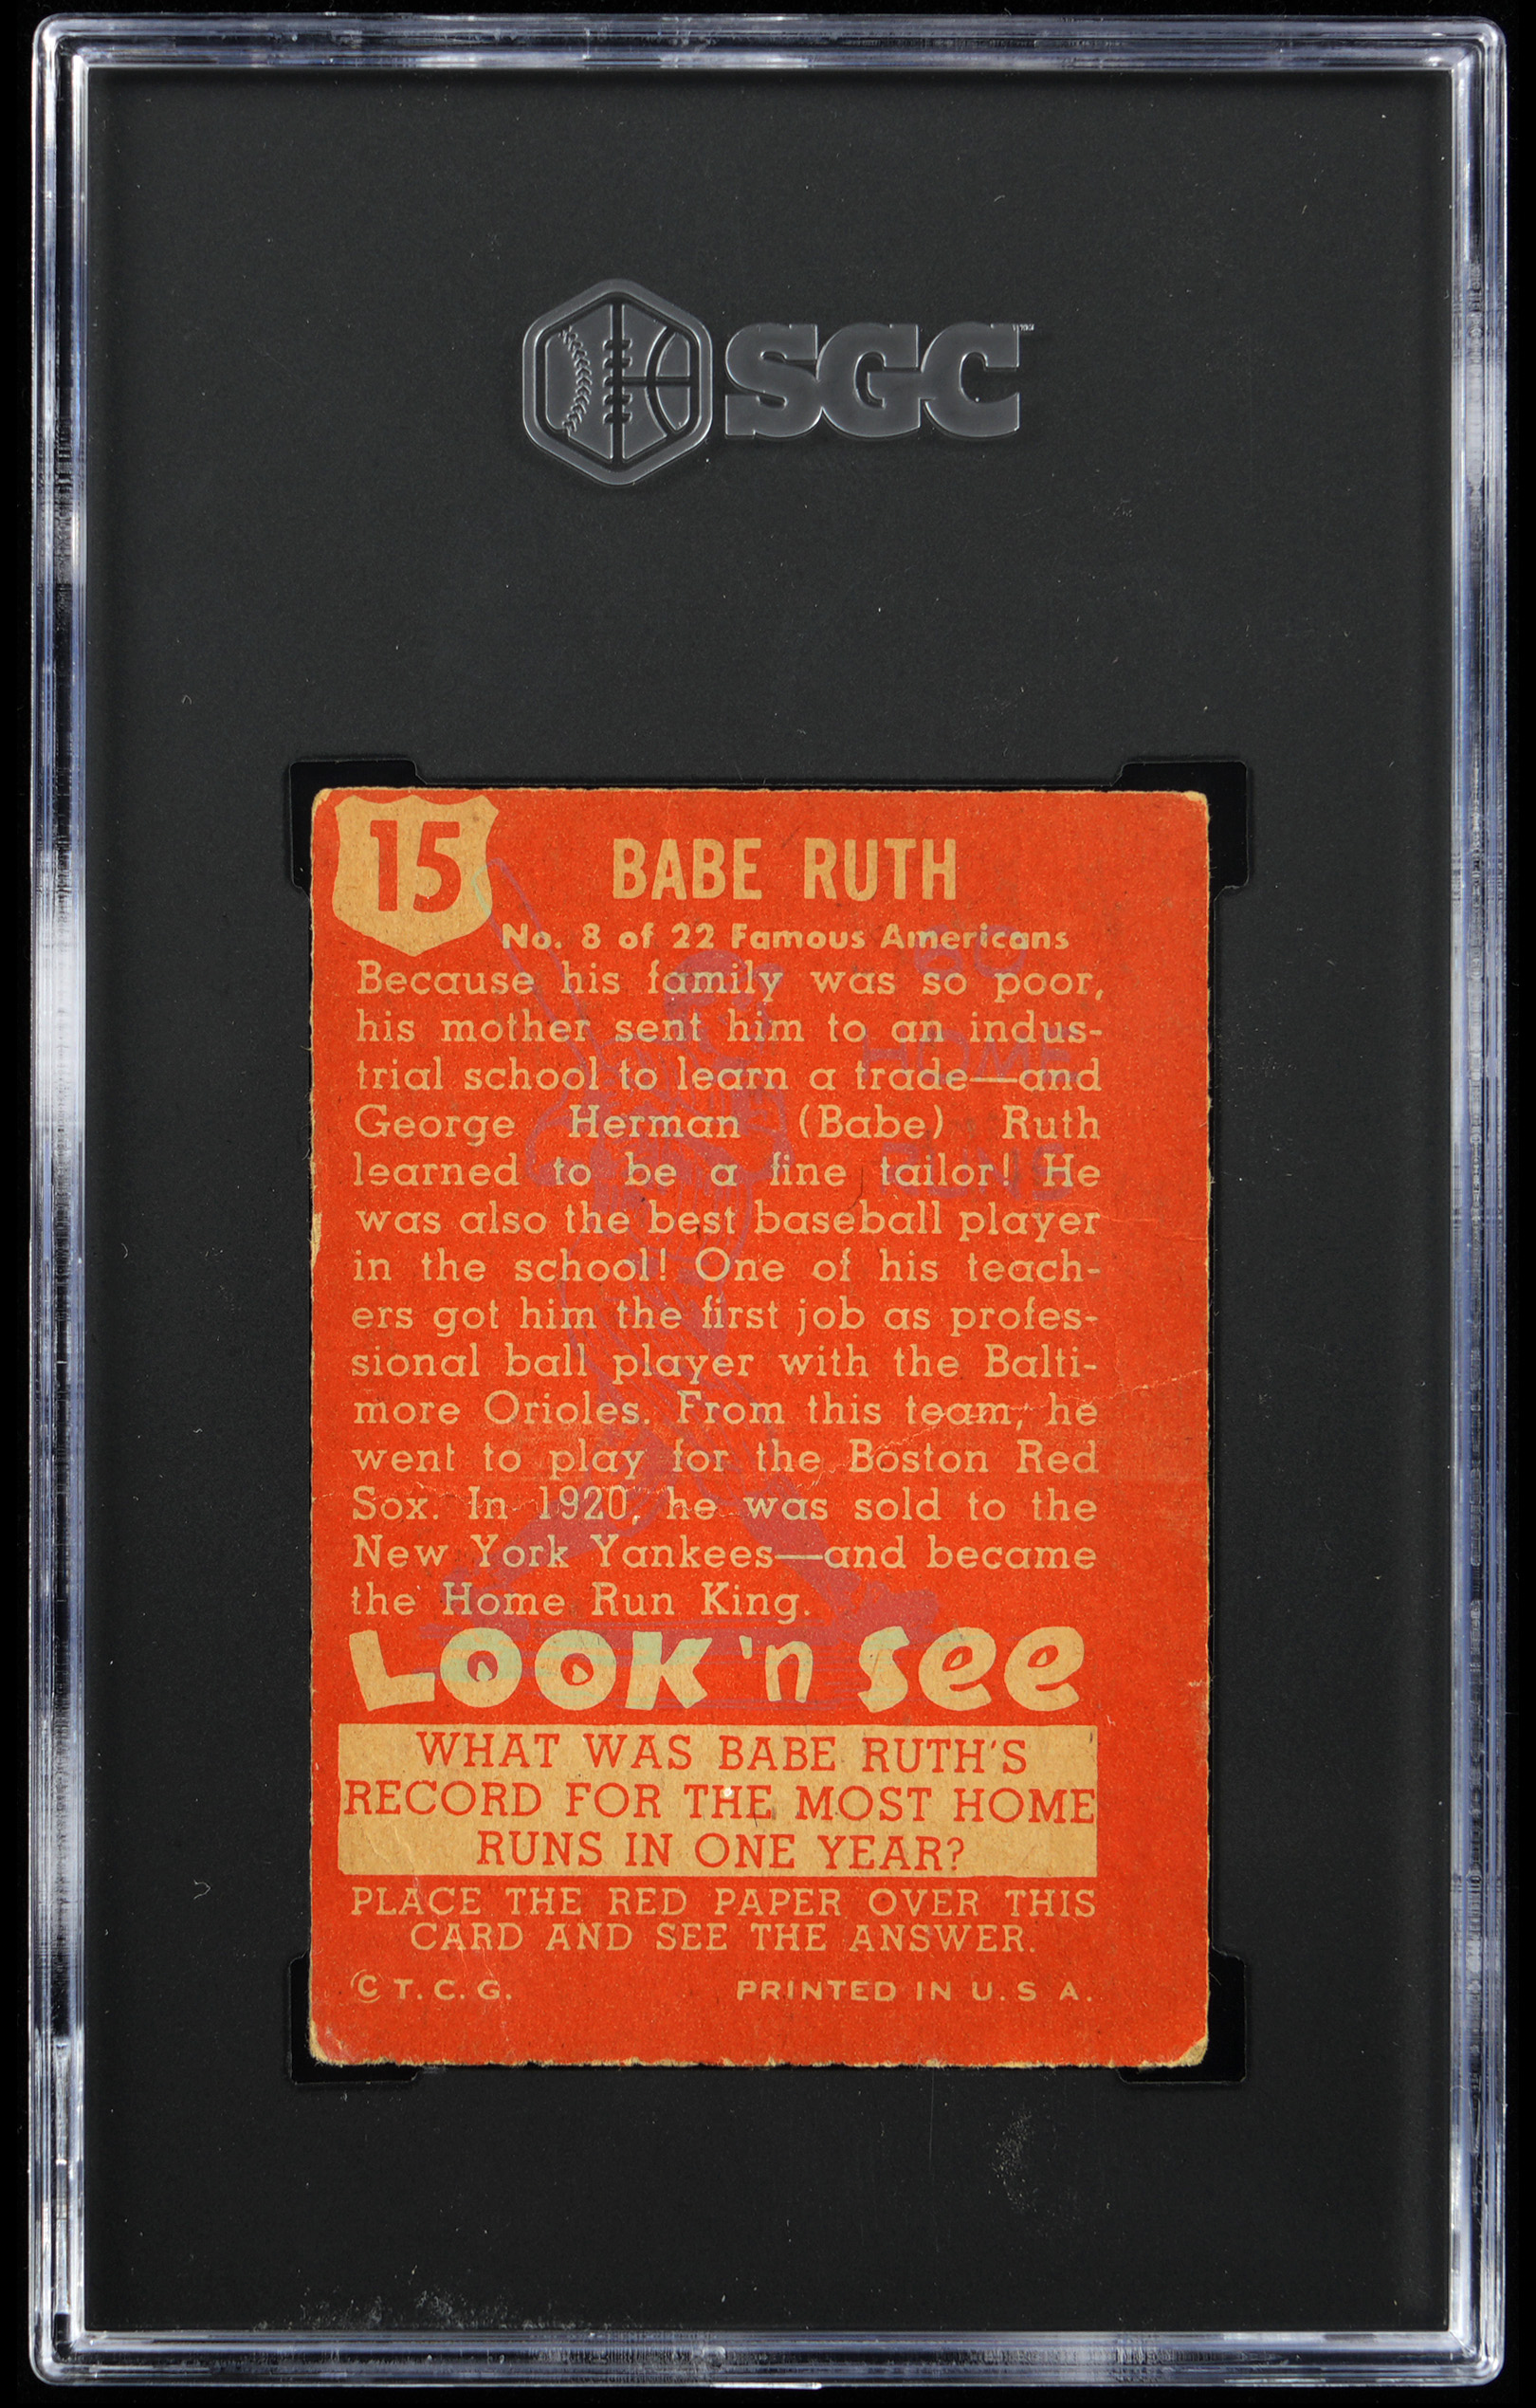 SGC
15
BABE RUTH
No. 8 of 22 Famous Americans
Because his family was so poor,
his mother sent him to an indus-
trial school to learn a trade—and
George Herman (Babe) Ruth
learned to be a fine tailor! He
was also the best baseball player
in the school! One of his teach-
ers got him the first job as profes-
sional ball player with the Balti-
more Orioles. From this team, he
went to play for the Boston Red
Sox. In 1920, he was sold to the
New York Yankees—and became
the Home Run King.
60
HOME
RUNS
LOOK 'n See
WHAT WAS BABE RUTH'S
RECORD FOR THE MOST HOME
RUNS IN ONE YEAR?
PLACE THE RED PAPER OVER THIS
CARD AND SEE THE ANSWER.
© T. C. G.
PRINTED IN U. S A.